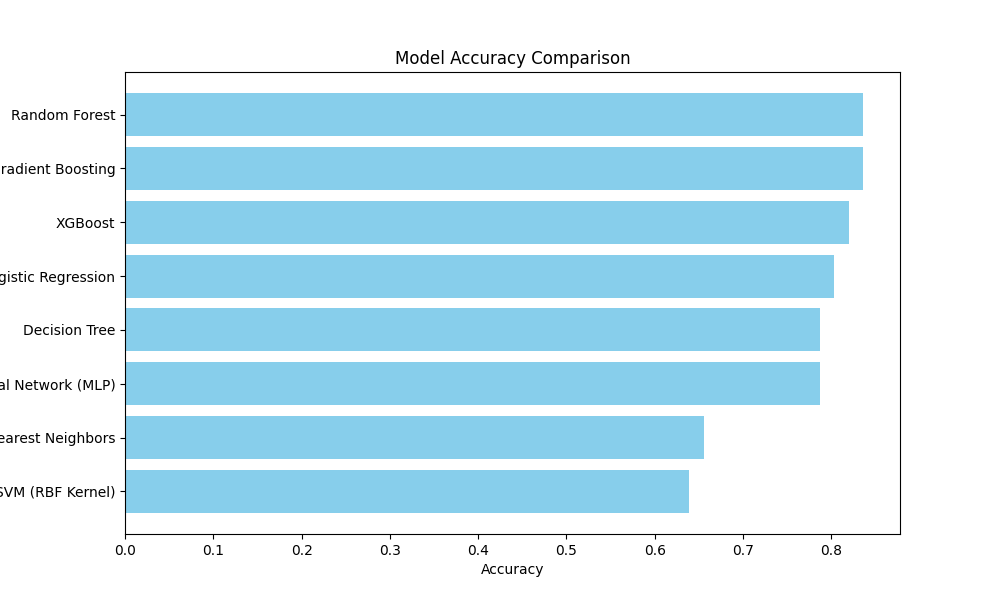 Model Accuracy Comparison
Random Forest
radient Boosting
XGBoost
gistic Regression
Decision Tree
al Network (MLP)
earest Neighbors
SVM (RBF Kernel)
0.0 0.1 0.2 0.3 0.4 0.5 0.6 0.7 0.8
Accuracy